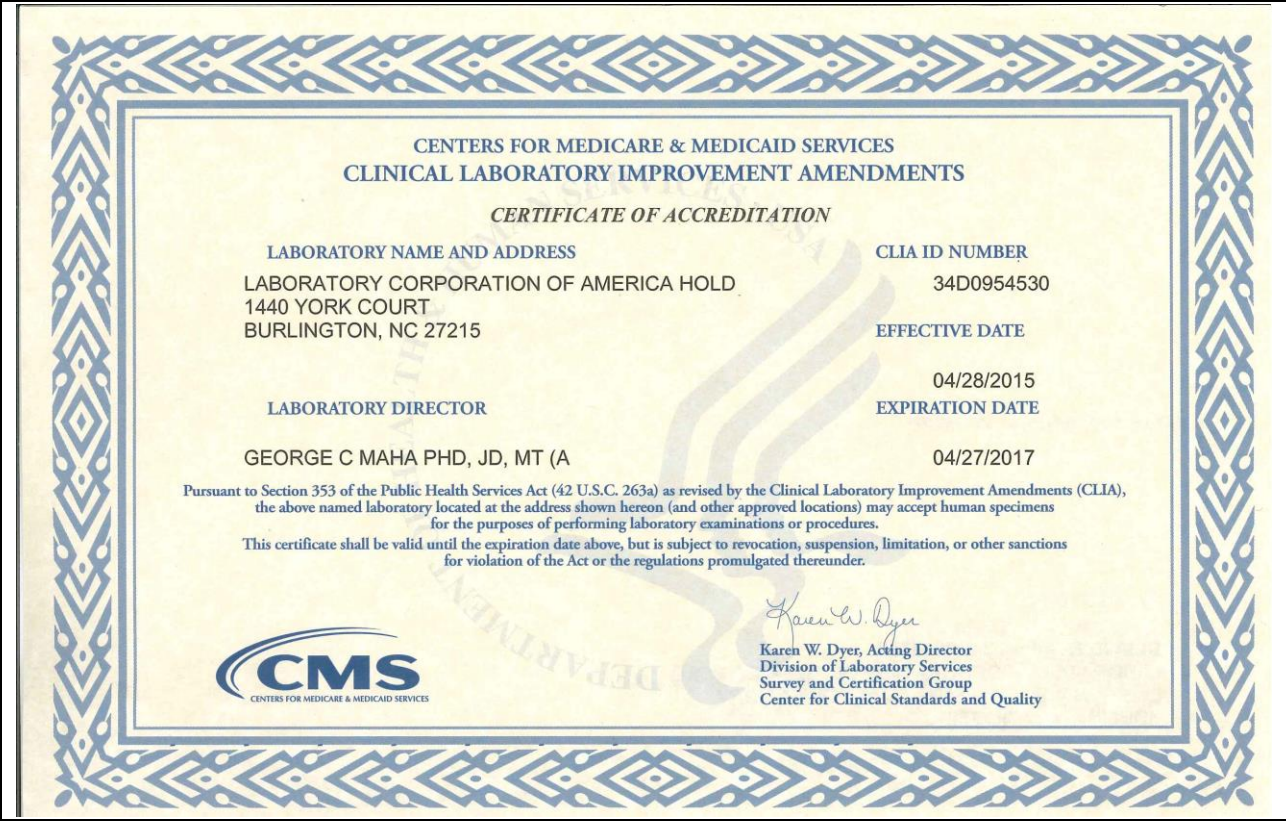 CENTERS FOR MEDICARE & MEDICAID SERVICES
CLINICAL LABORATORY IMPROVEMENT AMENDMENTS
CERTIFICATE OF ACCREDITATION
LABORATORY NAME AND ADDRESS
LABORATORY CORPORATION OF AMERICA HOLD
1440 YORK COURT
BURLINGTON, NC 27215
CLIA ID NUMBER
34D0954530
EFFECTIVE DATE
04/28/2015
LABORATORY DIRECTOR
GEORGE C MAHA PHD, JD, MT (A
EXPIRATION DATE
04/27/2017
Pursuant to Section 353 of the Public Health Services Act (42 U.S.C. 263a) as revised by the Clinical Laboratory Improvement Amendments (CLIA),
the above named laboratory located at the address shown hereon (and other approved locations) may accept human specimens
for the purposes of performing laboratory examinations or procedures.
This certificate shall be valid until the expiration date above, but is subject to revocation, suspension, limitation, or other sanctions
for violation of the Act or the regulations promulgated thereunder.
Karen W. Dyer
Karen W. Dyer, Acting Director
Division of Laboratory Services
Survey and Certification Group
Center for Clinical Standards and Quality
CMS
CENTERS FOR MEDICARE & MEDICAID SERVICES
DEPARTMENT OF HEALTH & HUMAN SERVICES · USA